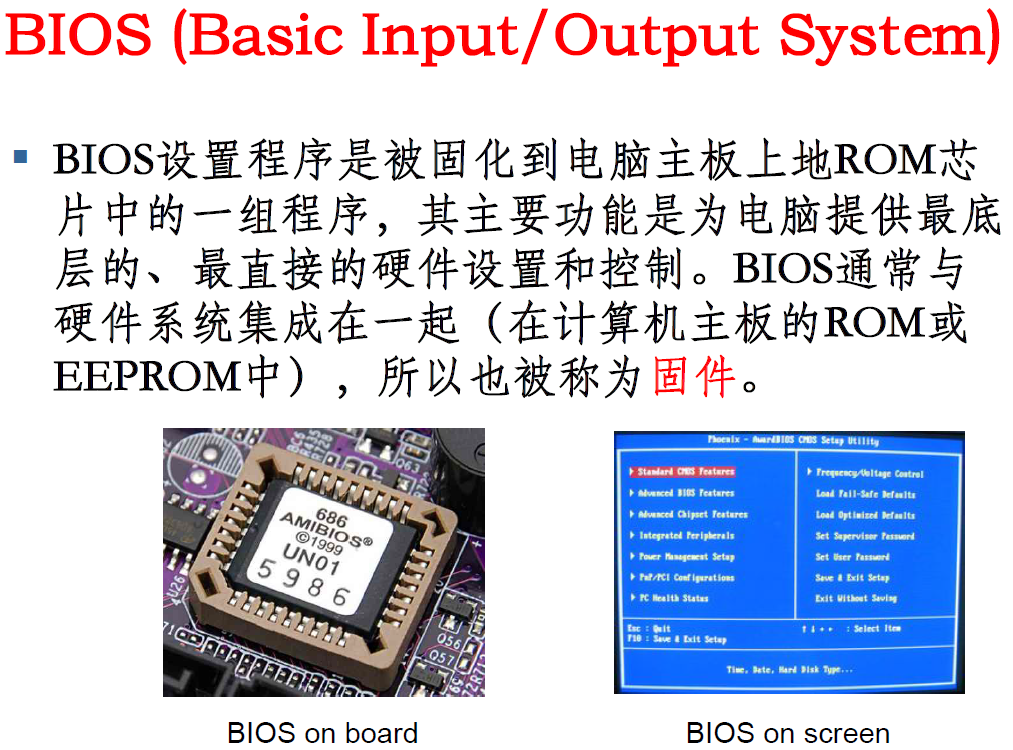 BIOS (Basic Input/Output System)
BIOS设置程序是被固化到电脑主板上地ROM芯
片中的一组程序，其主要功能是为电脑提供最底
层的、最直接的硬件设置和控制。BIOS通常与
硬件系统集成在一起（在计算机主板的ROM或
EEPROM中），所以也被称为固件。
686
AMIBIOS®
©1999
UN01
5986
Q63
U26
Q56
Q57
Phoenix - AwardBIOS CMOS Setup Utility
Standard CMOS Features
Advanced BIOS Features
Advanced Chipset Features
Integrated Peripherals
Power Management Setup
PnP/PCI Configurations
PC Health Status
Frequency/Voltage Control
Load Fail-Safe Defaults
Load Optimized Defaults
Set Supervisor Password
Set User Password
Save & Exit Setup
Exit Without Saving
Esc : Quit
F10 : Save & Exit Setup
: Select Item
Time, Date, Hard Disk Type...
BIOS on board
BIOS on screen